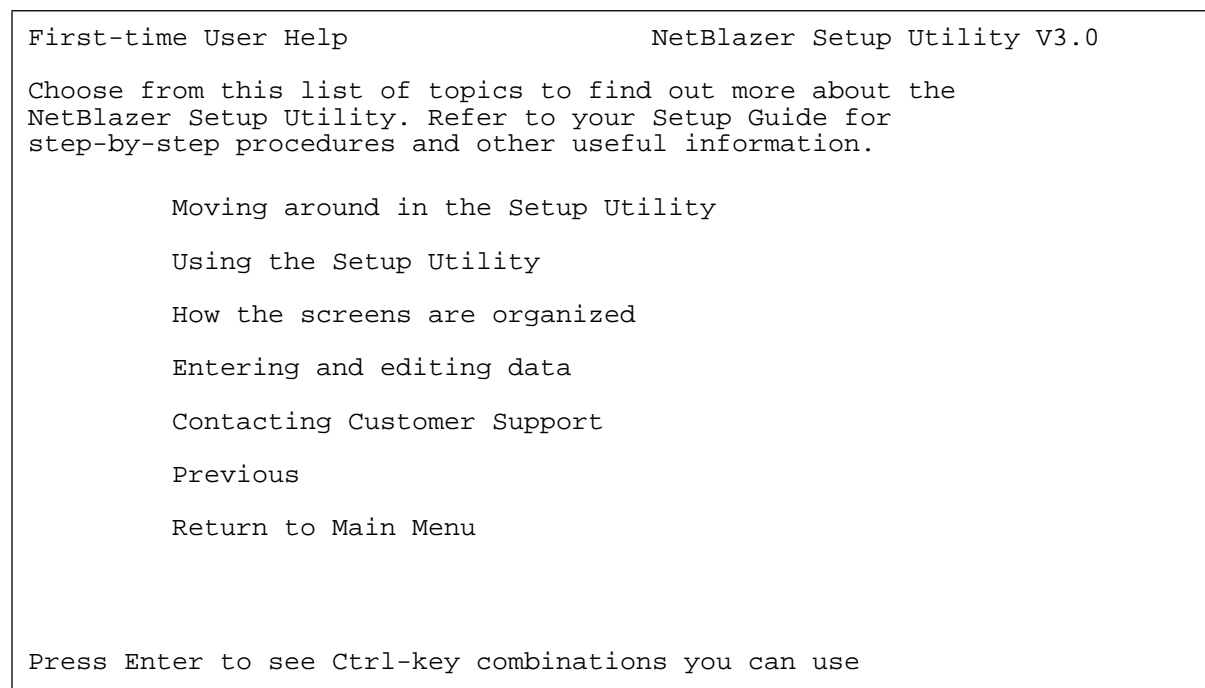 First-time User Help NetBlazer Setup Utility V3.0
Choose from this list of topics to find out more about the
NetBlazer Setup Utility. Refer to your Setup Guide for
step-by-step procedures and other useful information.
Moving around in the Setup Utility
Using the Setup Utility
How the screens are organized
Entering and editing data
Contacting Customer Support
Previous
Return to Main Menu
Press Enter to see Ctrl-key combinations you can use